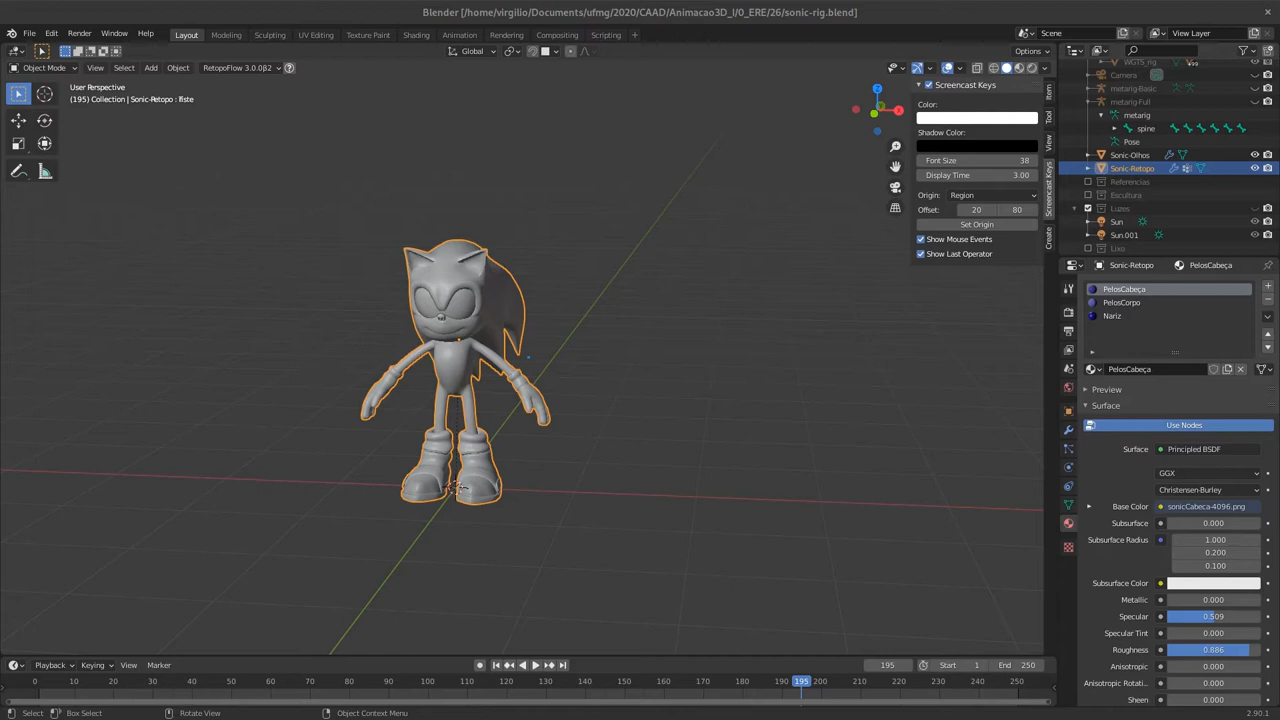 Blender [/home/virgilio/Documents/ufmg/2020/CAAD/Animacao3D_I/0_ERE/26/sonic-rig.blend]
File Edit Render Window Help Layout Modeling Sculpting UV Editing Texture Paint Shading Animation Rendering Compositing Scripting + Scene View Layer
Global Options
Object Mode View Select Add Object RetopoFlow 3.0.0β2
User Perspective
(195) Collection | Sonic-Retopo : Triste
Screencast Keys
Color:
Shadow Color:
Font Size 38
Display Time 3.00
Origin: Region
Offset: 20 80
Set Origin
Show Mouse Events
Show Last Operator
Item
Tool
View
Screencast Keys
Create
WGTS_rig
Camera
metarig-Basic
metarig-Full
metarig
spine
Pose
Sonic-Olhos
Sonic-Retopo
Referencias
Escultura
Luzes
Sun
Sun.001
Lixo
Sonic-Retopo PelosCabeça
PelosCabeça
PelosCorpo
Nariz
PelosCabeça
Preview
Surface
Use Nodes
Surface Principled BSDF
GGX
Christensen-Burley
Base Color sonicCabeca-4096.png
Subsurface 0.000
Subsurface Radius 1.000
0.200
0.100
Subsurface Color
Metallic 0.000
Specular 0.509
Specular Tint 0.000
Roughness 0.886
Anisotropic 0.000
Anisotropic Rotati... 0.000
Sheen 0.000
Playback Keying View Marker 195 Start 1 End 250
0 10 20 30 40 50 60 70 80 90 100 110 120 130 140 150 160 170 180 190 195 200 210 220 230 240 250
Select Box Select Rotate View Object Context Menu 2.90.1